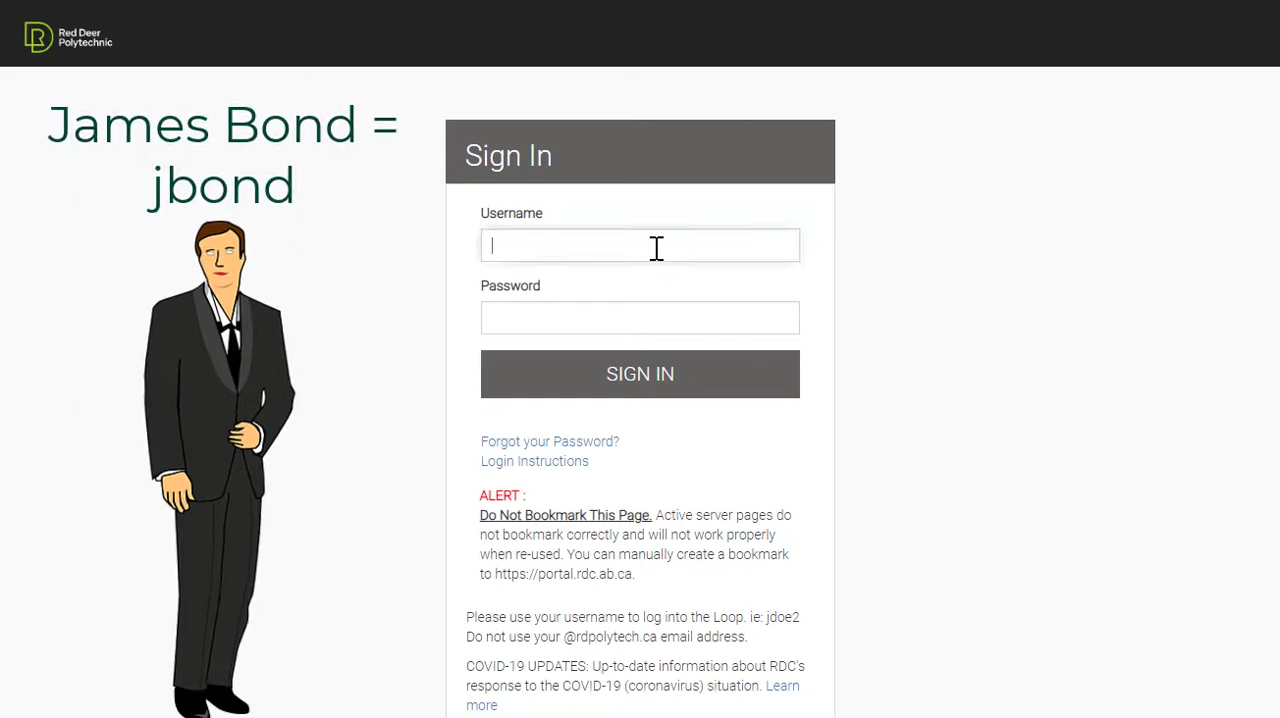 Red Deer
Polytechnic
James Bond =
jbond
Sign In
Username
Password
SIGN IN
Forgot your Password?
Login Instructions
ALERT :
Do Not Bookmark This Page. Active server pages do
not bookmark correctly and will not work properly
when re-used. You can manually create a bookmark
to https://portal.rdc.ab.ca.
Please use your username to log into the Loop. ie: jdoe2
Do not use your @rdpolytech.ca email address.
COVID-19 UPDATES: Up-to-date information about RDC's
response to the COVID-19 (coronavirus) situation. Learn
more